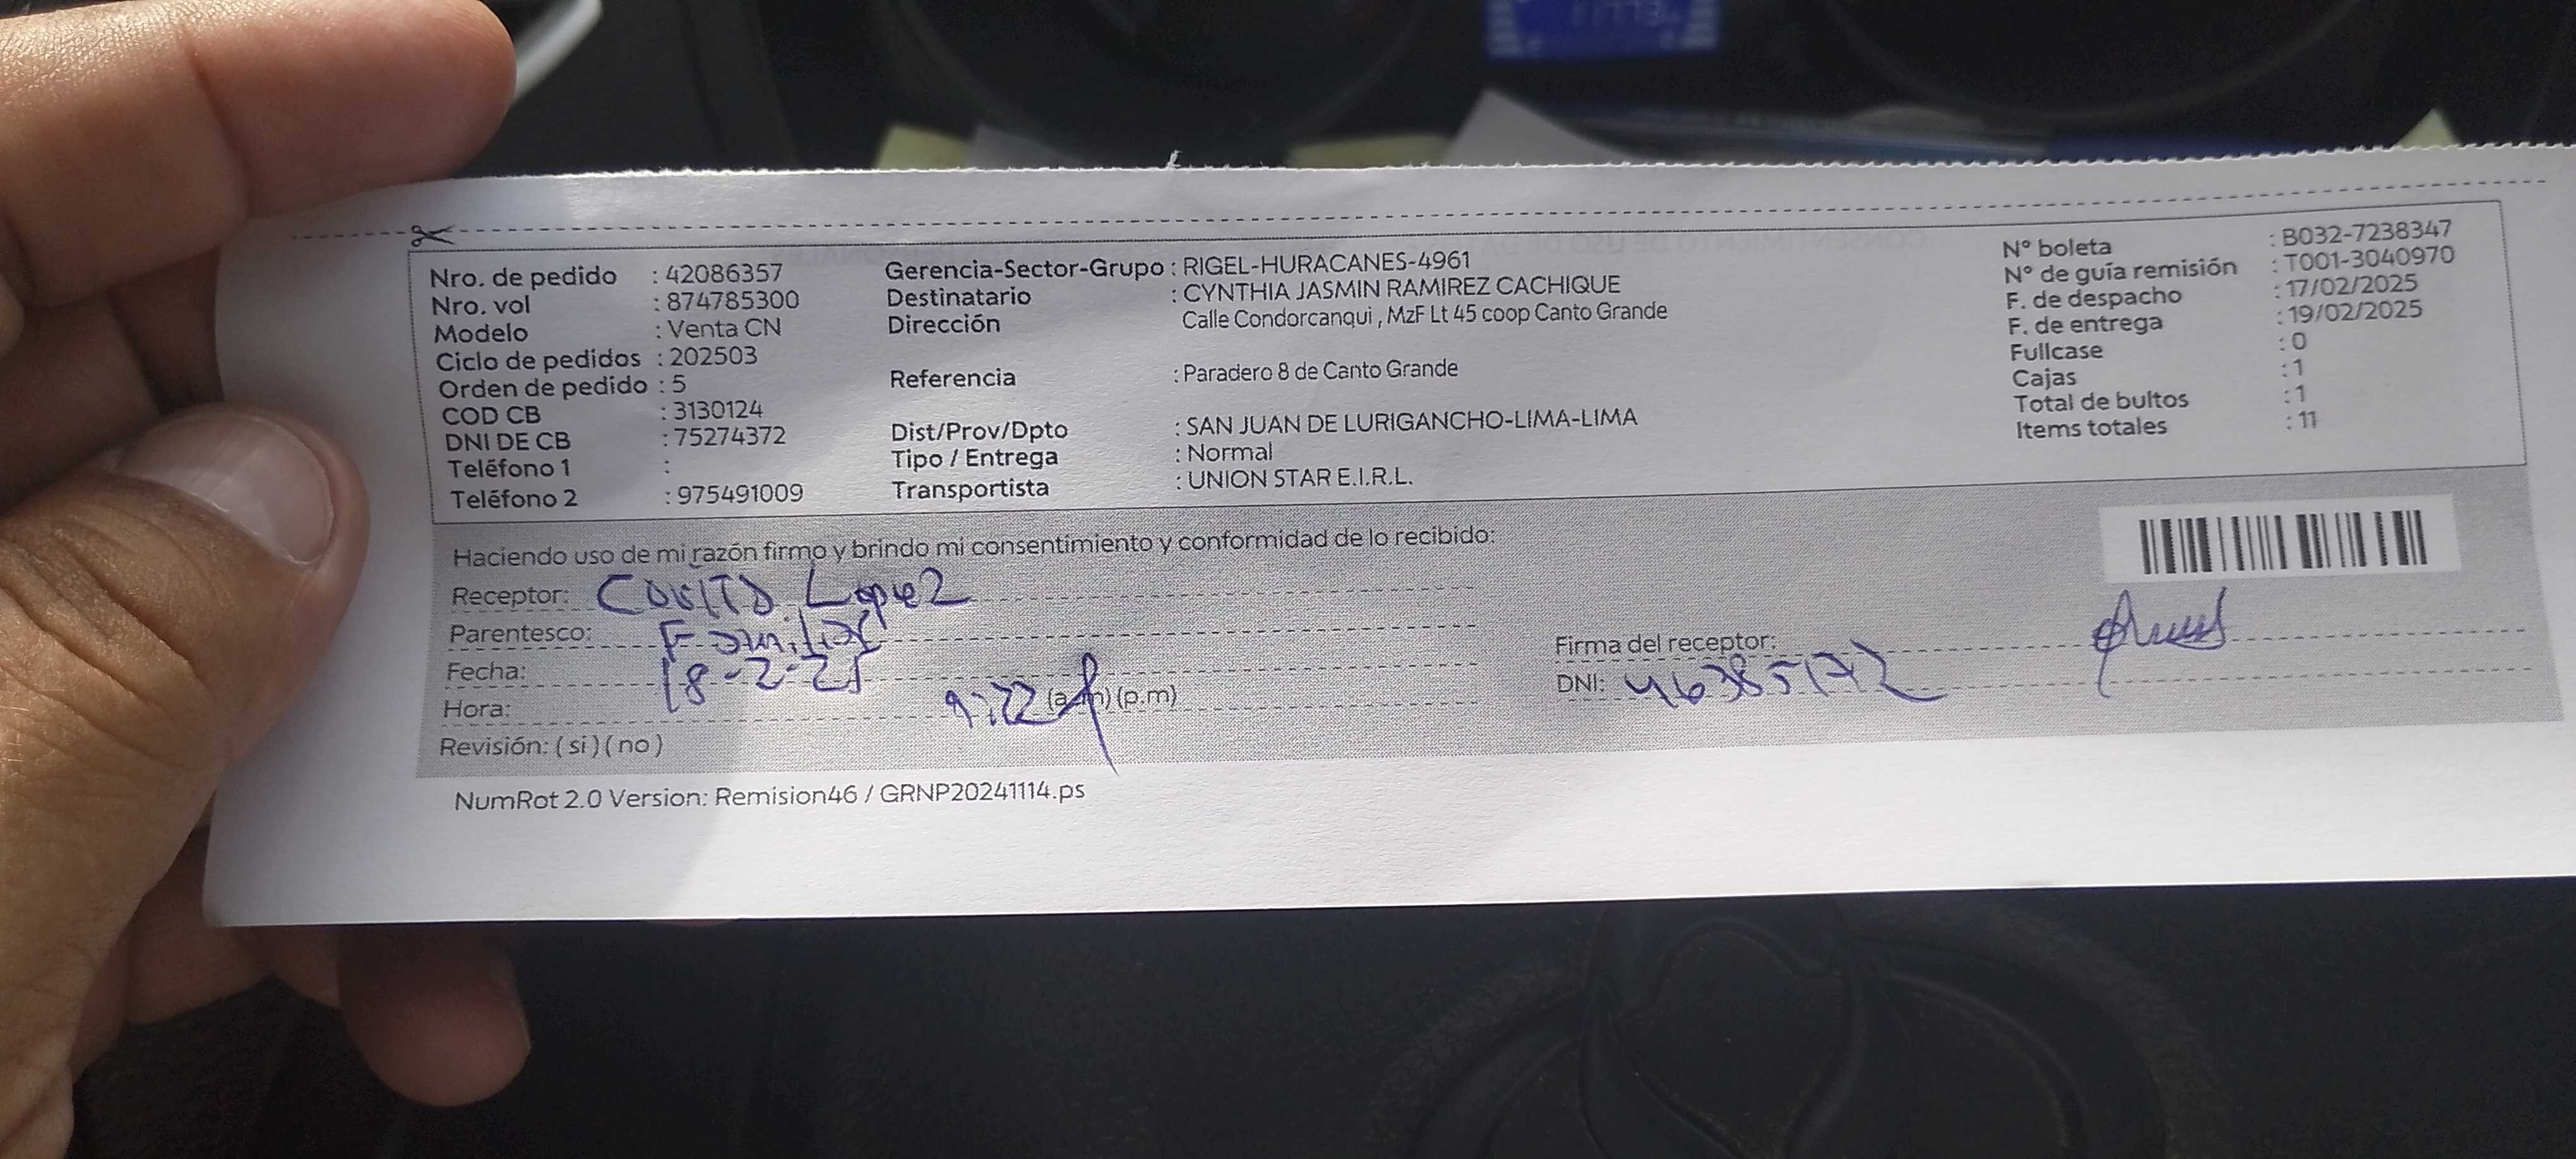 Nro. de pedido : 42086357
Nro. vol : 874785300
Modelo : Venta CN
Ciclo de pedidos : 202503
Orden de pedido : 5
COD CB : 3130124
DNI DE CB : 75274372
Teléfono 1 :
Teléfono 2 : 975491009
Gerencia-Sector-Grupo : RIGEL-HURACANES-4961
Destinatario : CYNTHIA JASMIN RAMIREZ CACHIQUE
Dirección Calle Condorcanqui , MzF Lt 45 coop Canto Grande
Referencia : Paradero 8 de Canto Grande
Dist/Prov/Dpto : SAN JUAN DE LURIGANCHO-LIMA-LIMA
Tipo / Entrega : Normal
Transportista : UNION STAR E.I.R.L.
N° boleta : B032-7238347
N° de guía remisión : T001-3040970
F. de despacho : 17/02/2025
F. de entrega : 19/02/2025
Fullcase : 0
Cajas : 1
Total de bultos : 1
Items totales : 11
Haciendo uso de mi razón firmo y brindo mi consentimiento y conformidad de lo recibido:
Receptor: Lopez
Parentesco: Familiar
Fecha: 18-2-25
Hora: 9:22 (a.m) (p.m)
Revisión: ( si ) ( no )
Firma del receptor:
DNI: 46385172
NumRot 2.0 Version: Remision46 / GRNP20241114.ps